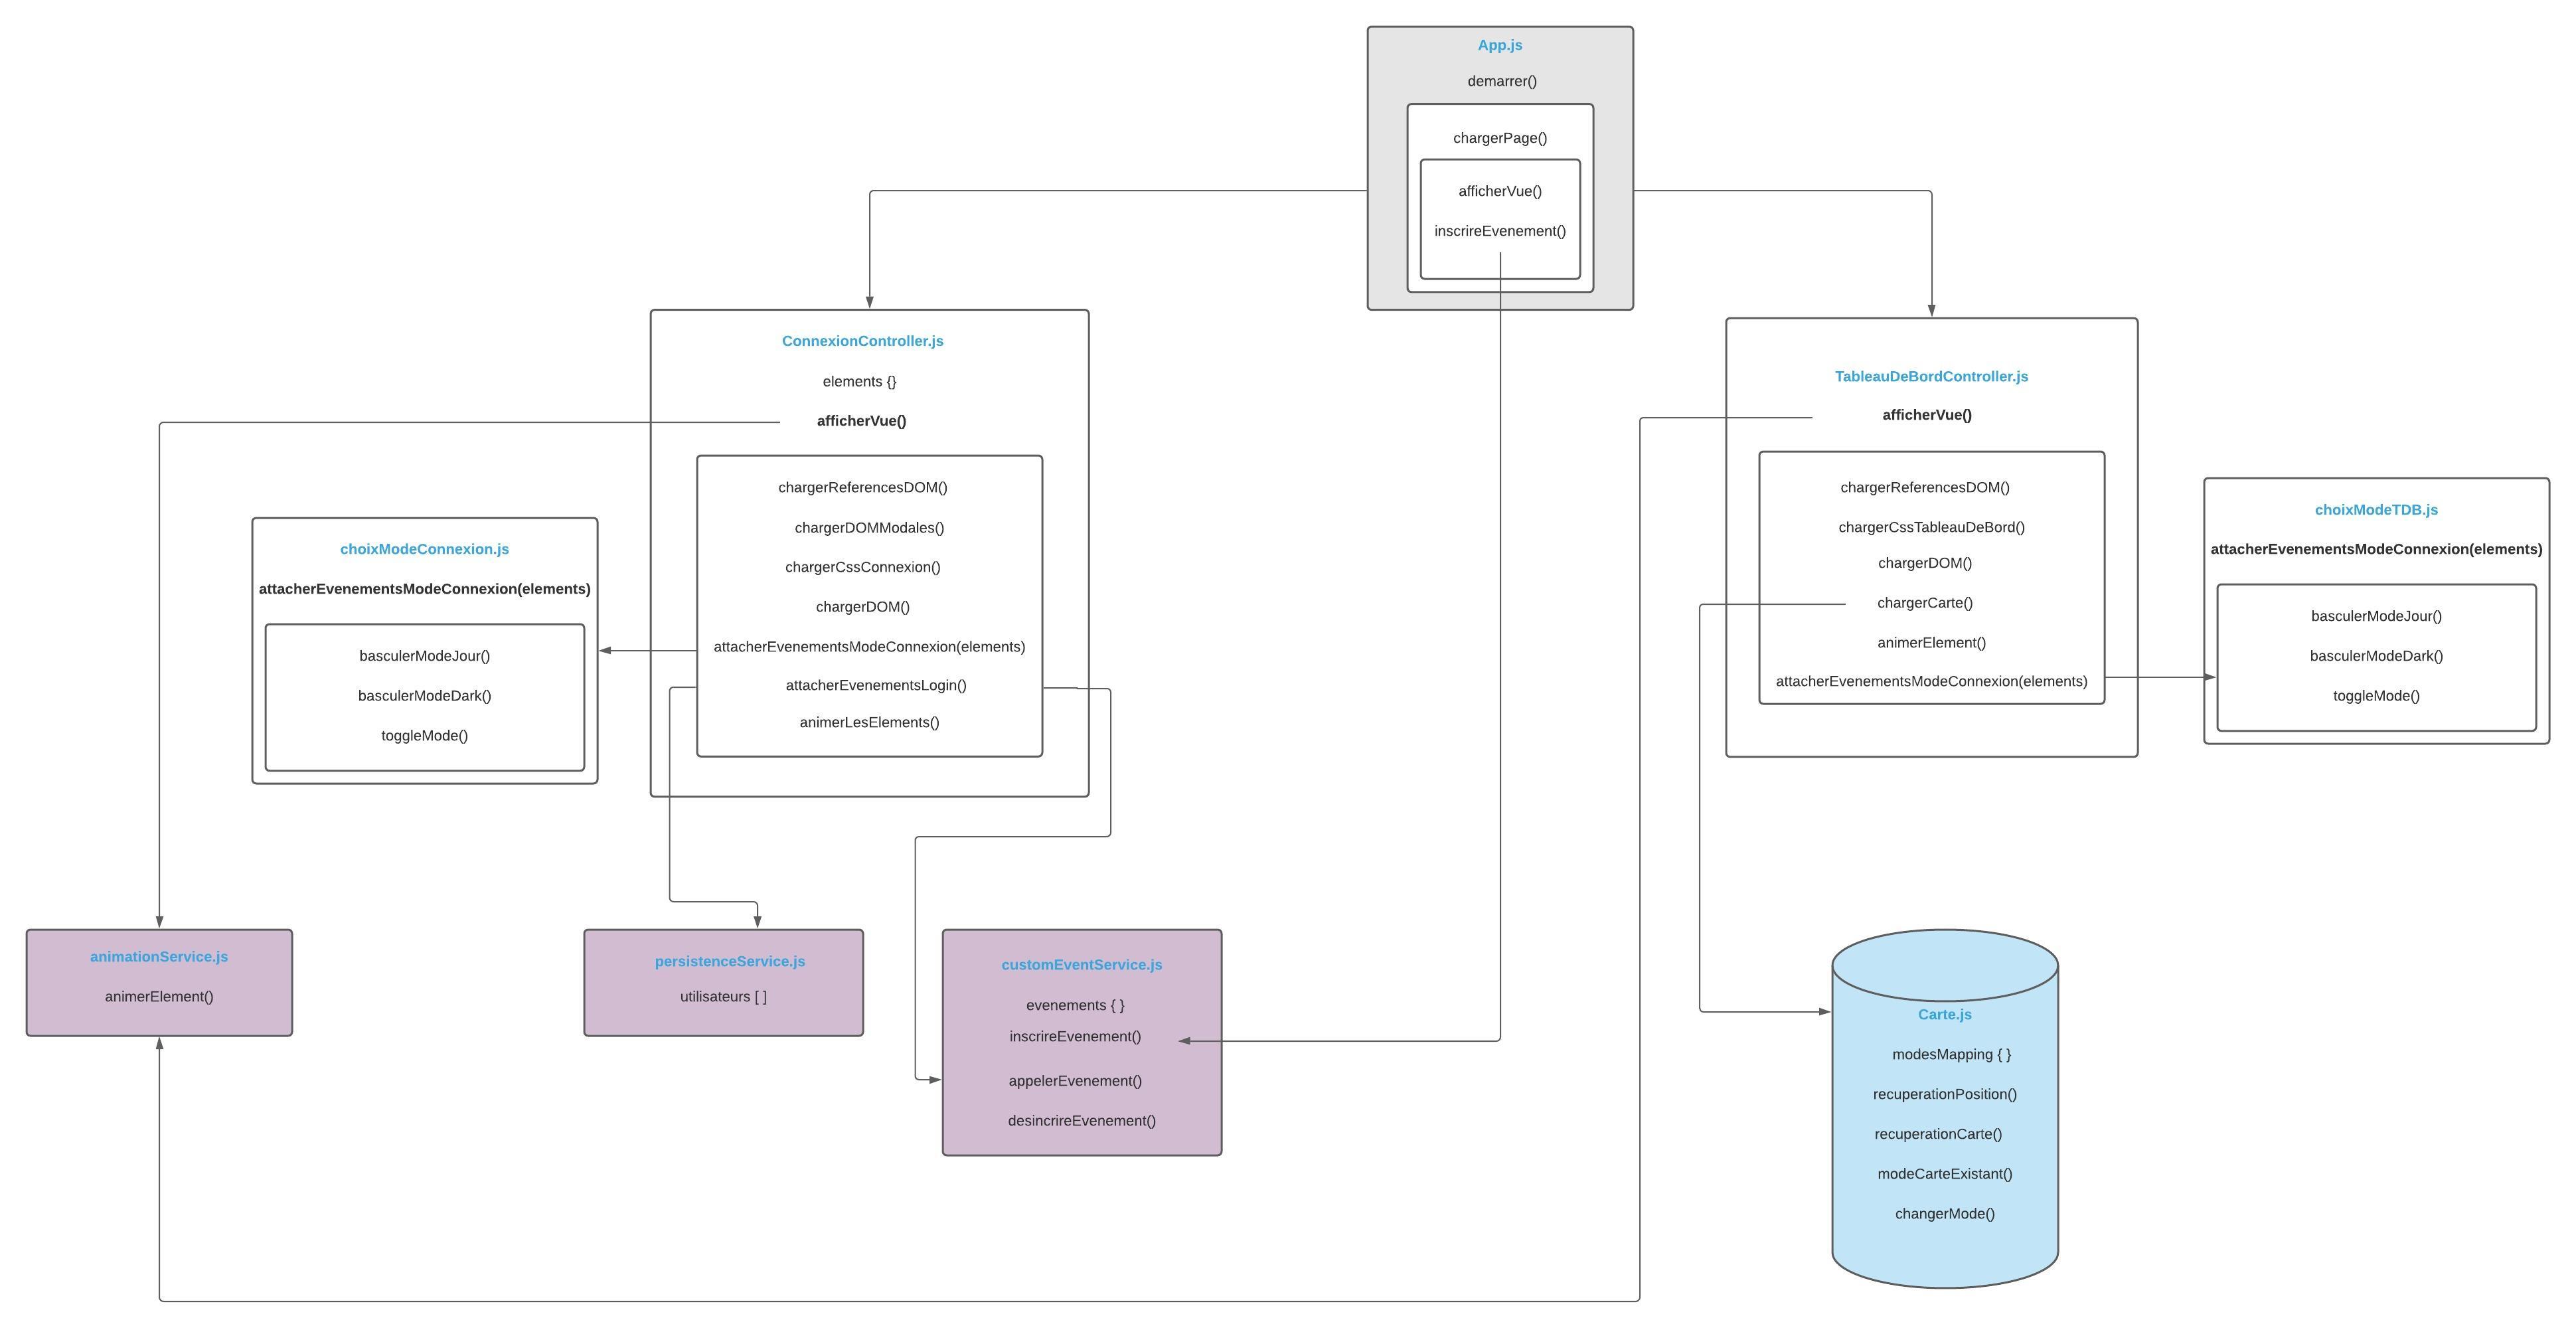 App.js
demarrer()
chargerPage()
afficherVue()
inscrireEvenement()
ConnexionController.js
elements {}
afficherVue()
chargerReferencesDOM()
chargerDOMModales()
chargerCssConnexion()
chargerDOM()
attacherEvenementsModeConnexion(elements)
attacherEvenementsLogin()
animerLesElements()
TableauDeBordController.js
afficherVue()
chargerReferencesDOM()
chargerCssTableauDeBord()
chargerDOM()
chargerCarte()
animerElement()
attacherEvenementsModeConnexion(elements)
choixModeTDB.js
attacherEvenementsModeConnexion(elements)
basculerModeJour()
basculerModeDark()
toggleMode()
choixModeConnexion.js
attacherEvenementsModeConnexion(elements)
basculerModeJour()
basculerModeDark()
toggleMode()
animationService.js
animerElement()
persistenceService.js
utilisateurs [ ]
customEventService.js
evenements { }
inscrireEvenement()
appelerEvenement()
desincrireEvenement()
Carte.js
modesMapping { }
recuperationPosition()
recuperationCarte()
modeCarteExistant()
changerMode()